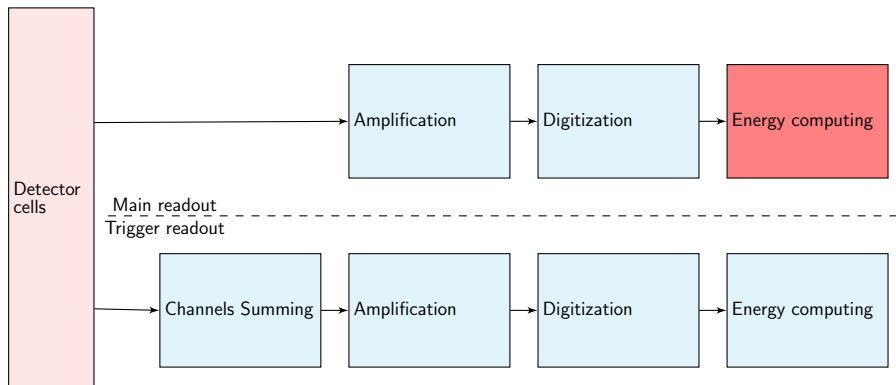 Amplification
Digitization
Energy computing
Detector
cells
Main readout
Trigger readout
Channels Summing
Amplification
Digitization
Energy computing